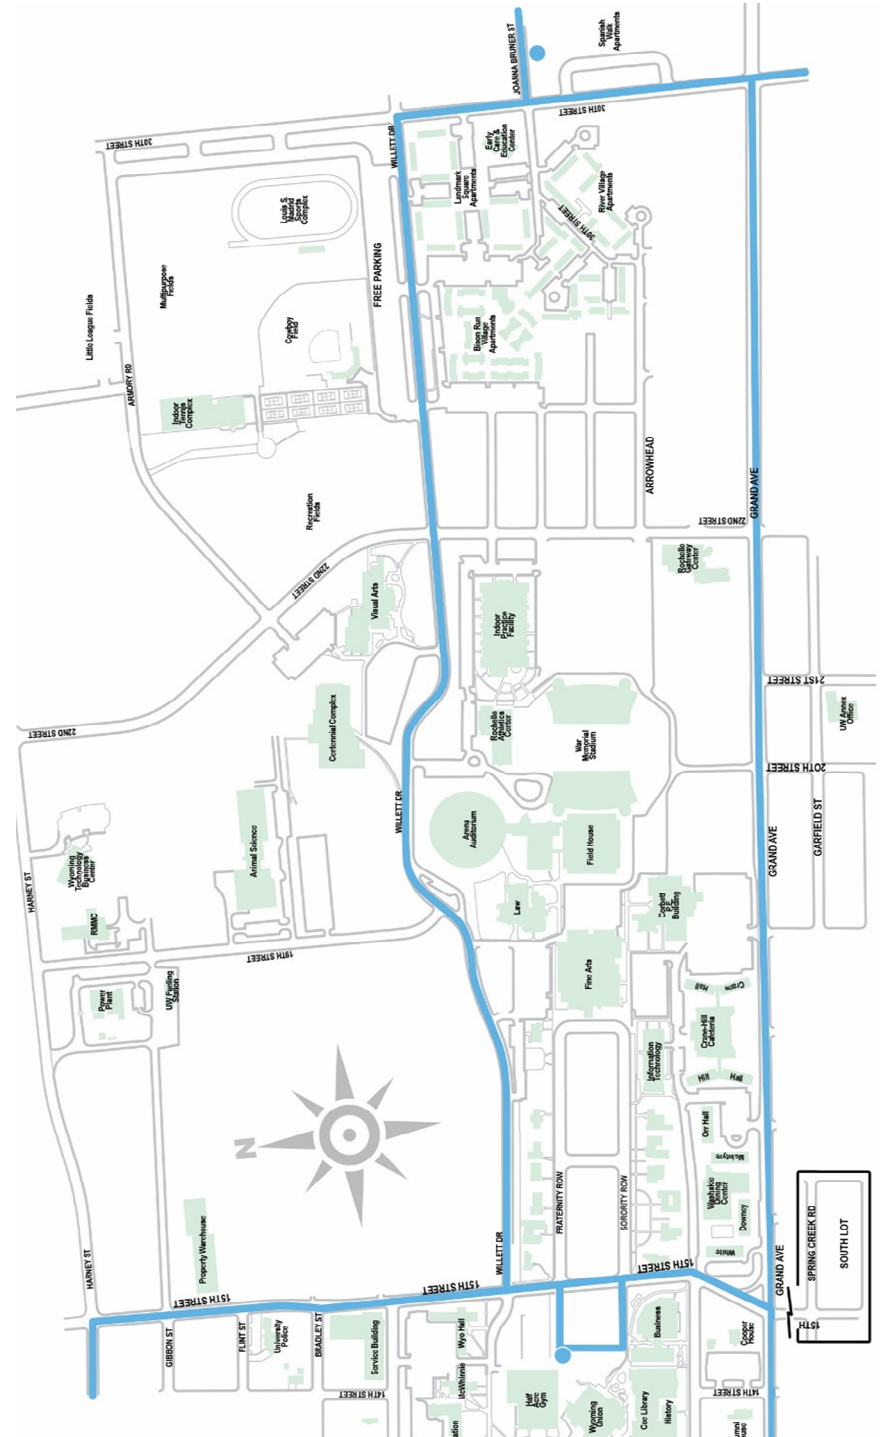 JOANNA BRUNER ST
Spanish
Walk
Apartments
30TH STREET
30TH STREET
WILLETT DR
Early
Care &
Education
Center
Landmark
Square
Apartments
River Village
Apartments
30TH STREET
Louis S.
Madrid
Sports
Complex
Multipurpose
Fields
FREE PARKING
Little League Fields
Cowboy
Field
Bison Run
Village
Apartments
ARMORY RD
Indoor
Tennis
Complex
ARROWHEAD
GRAND AVE
Recreation
Fields
22ND STREET
22ND STREET
Visual Arts
Rochelle
Gateway
Center
Indoor
Practice
Facility
21ST STREET
22ND STREET
Centennial Complex
Rochelle
Athletics
Center
War
Memorial
Stadium
UW Annex
Office
20TH STREET
WILLETT DR
Arena
Auditorium
Field House
GRAND AVE
GARFIELD ST
Animal Science
Wyoming
Technology
Business
Center
HARNEY ST
RMMC
Law
Corbett
P.E.
Building
19TH STREET
UW Fueling
Station
Power
Plant
Fine Arts
Crane
Hall
Crane
Hall
Crane-Hill
Cafeteria
Information
Technology
Hill
Hall
Orr Hall
N
McIntyre
Washakie
Dining
Center
Downey
White
FRATERNITY ROW
SORORITY ROW
WILLETT DR
HARNEY ST
Property Warehouse
GRAND AVE
SPRING CREEK RD
SOUTH LOT
15TH STREET
15TH STREET
15TH STREET
15TH
GIBBON ST
FLINT ST
University
Police
BRADLEY ST
Service Building
Wyo Hall
McWhinnie
Business
Cooper
House
14TH STREET
14TH STREET
Half
Acre
Gym
Wyoming
Union
Coe Library
History